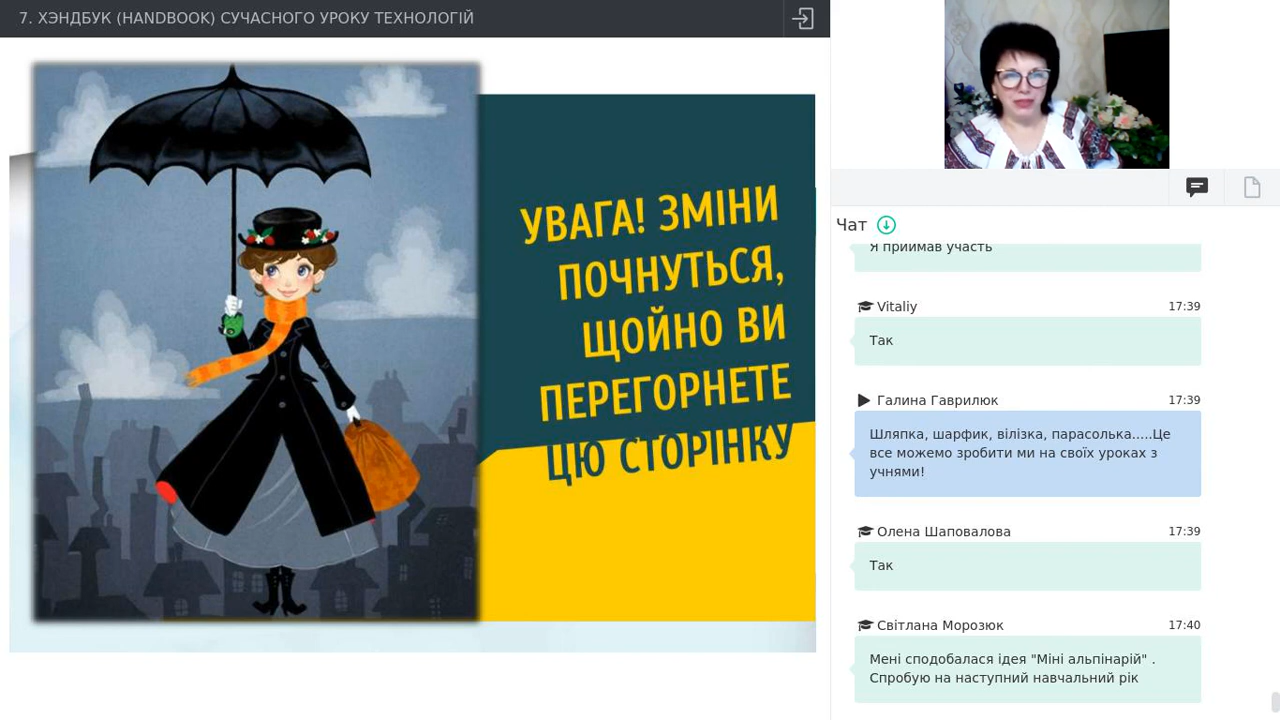 7. ХЭНДБУК (HANDBOOK) СУЧАСНОГО УРОКУ ТЕХНОЛОГІЙ
УВАГА! ЗМІНИ
ПОЧНУТЬСЯ,
ЩОЙНО ВИ
ПЕРЕГОРНЕТЕ
ЦЮ СТОРІНКУ
Чат
Я приймав участь
Vitaliy 17:39
Так
Галина Гаврилюк 17:39
Шляпка, шарфик, вілізка, парасолька.....Це
все можемо зробити ми на своїх уроках з
учнями!
Олена Шаповалова 17:39
Так
Світлана Морозюк 17:40
Мені сподобалася ідея "Міні альпінарій" .
Спробую на наступний навчальний рік